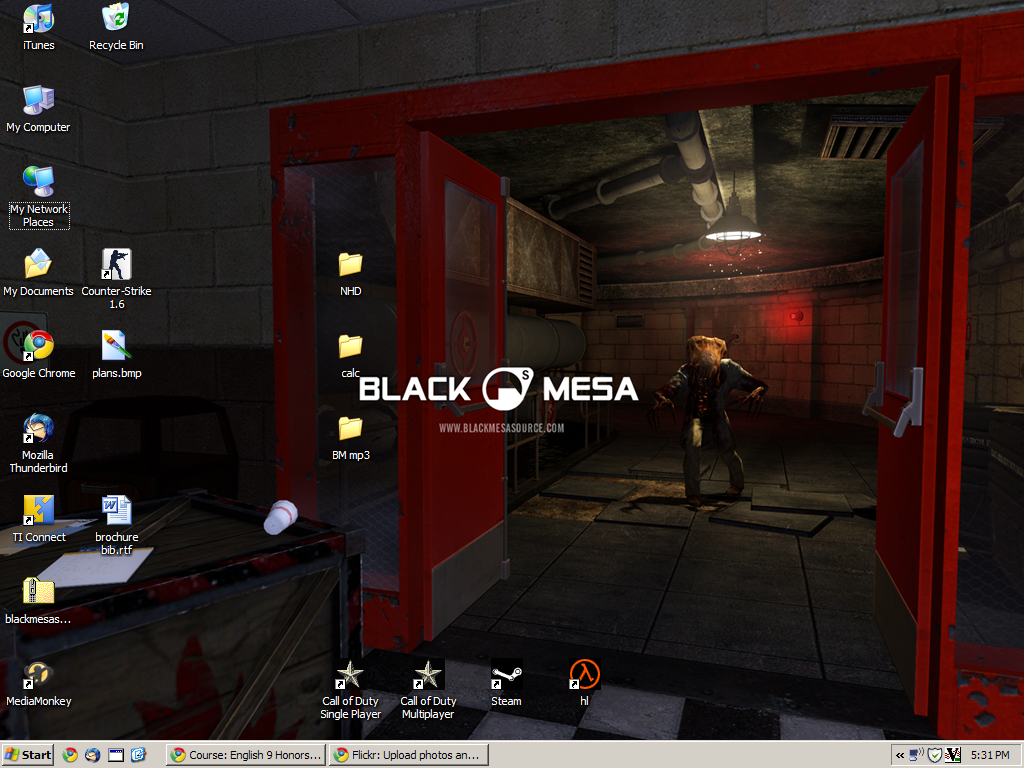 iTunes
Recycle Bin
My Computer
My Network
Places
My Documents
Counter-Strike
1.6
NHD
Google Chrome
plans.bmp
calc
BLACK MESA
S
WWW.BLACKMESASOURCE.COM
Mozilla
Thunderbird
BM mp3
TI Connect
brochure
bib.rtf
blackmesas...
MediaMonkey
Call of Duty
Single Player
Call of Duty
Multiplayer
Steam
hl
Start
Course: English 9 Honors...
Flickr: Upload photos an...
«
5:31 PM